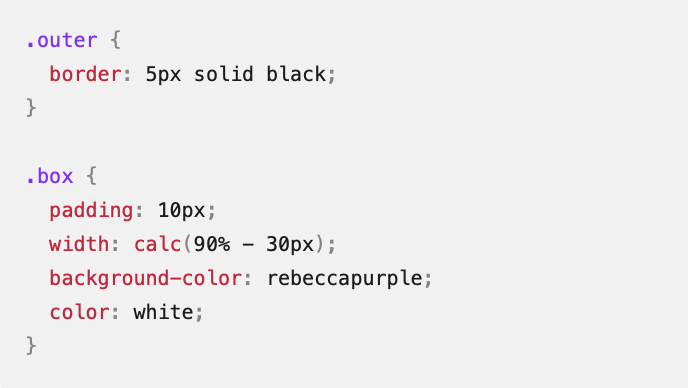 .outer {
  border: 5px solid black;
}

.box {
  padding: 10px;
  width: calc(90% - 30px);
  background-color: rebeccapurple;
  color: white;
}